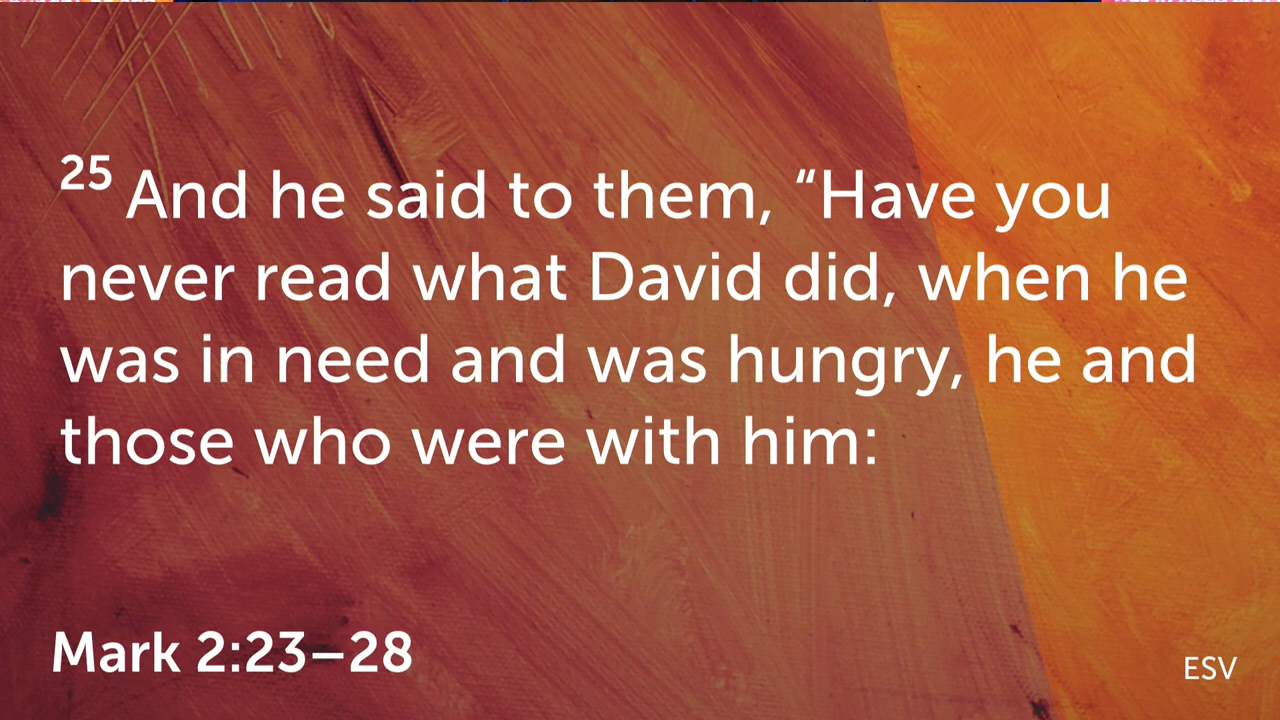 25 And he said to them, “Have you
never read what David did, when he
was in need and was hungry, he and
those who were with him:
Mark 2:23–28
ESV